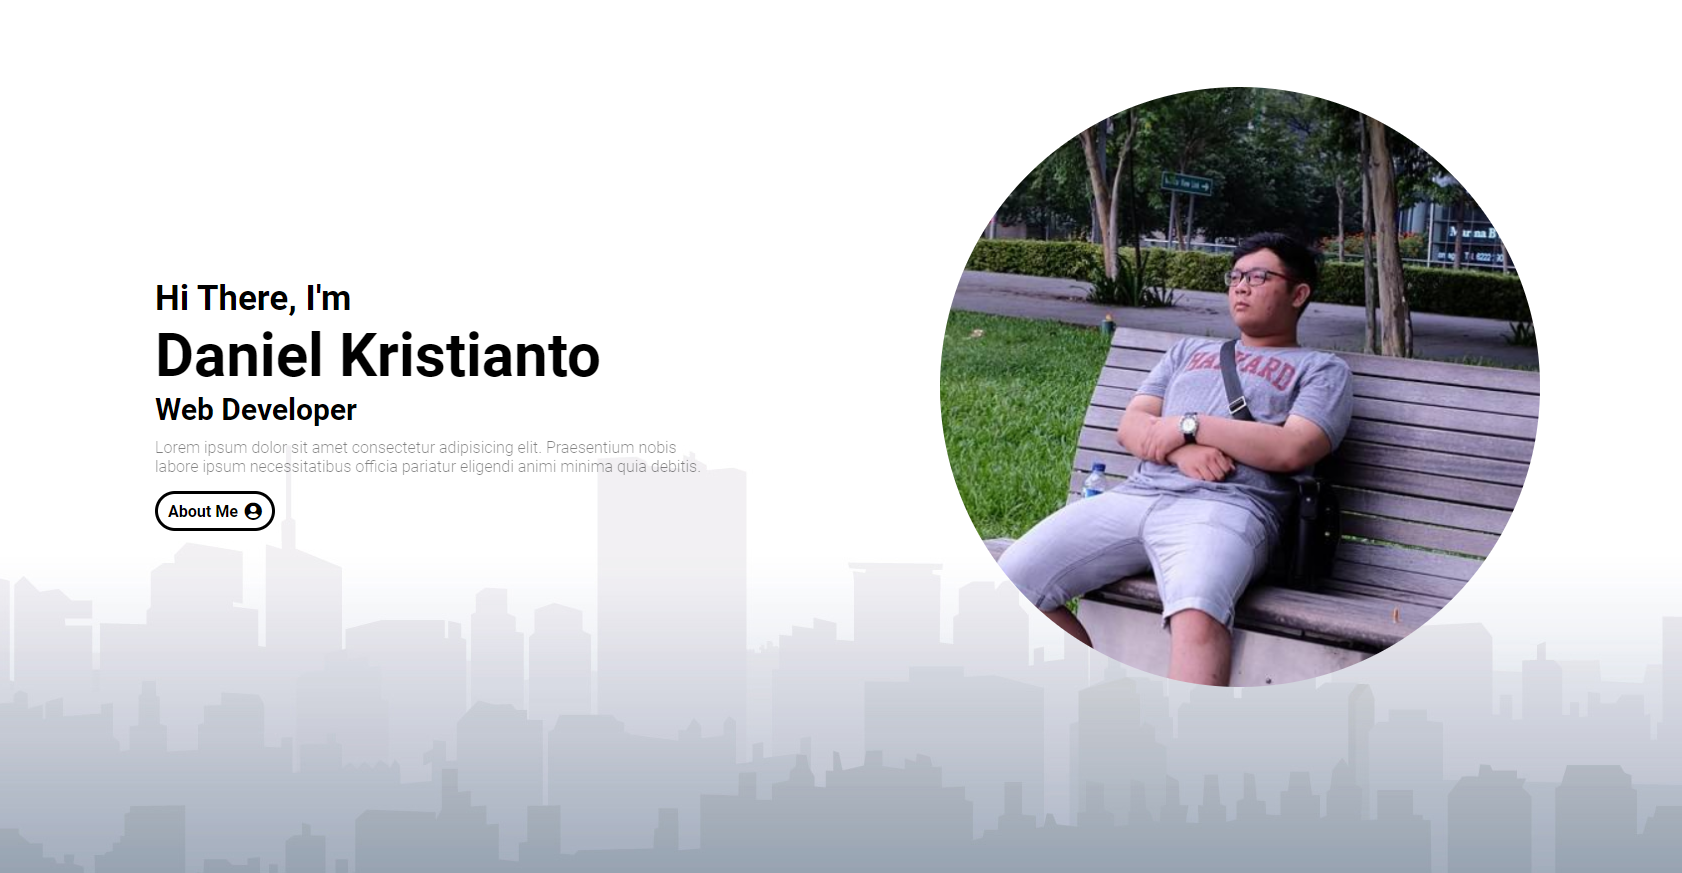 Hi There, I'm
Daniel Kristianto
Web Developer
Lorem ipsum dolor sit amet consectetur adipisicing elit. Praesentium nobis
labore ipsum necessitatibus officia pariatur eligendi animi minima quia debitis.
About Me